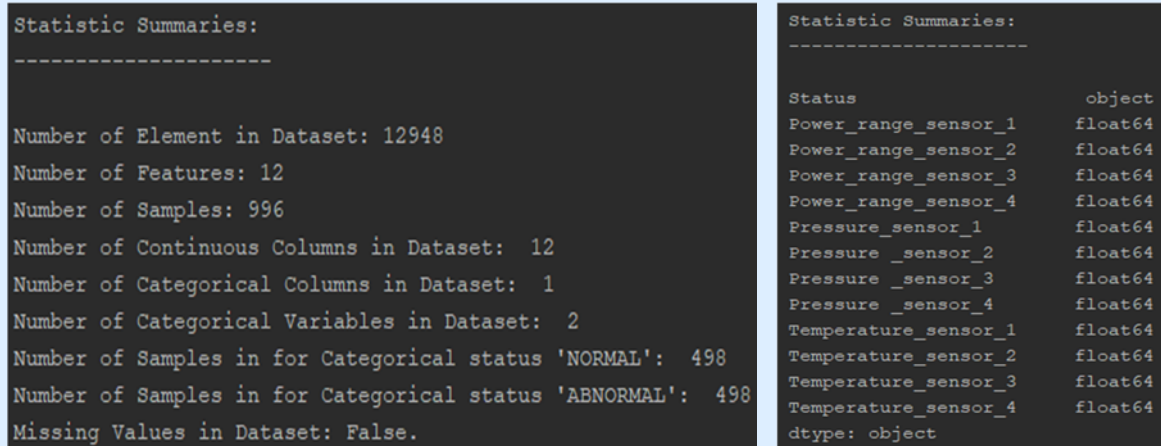 Statistic Summaries:
---------------------
Number of Element in Dataset: 12948
Number of Features: 12
Number of Samples: 996
Number of Continuous Columns in Dataset:  12
Number of Categorical Columns in Dataset:  1
Number of Categorical Variables in Dataset:  2
Number of Samples in for Categorical status 'NORMAL':  498
Number of Samples in for Categorical status 'ABNORMAL':  498
Missing Values in Dataset: False.
Statistic Summaries:
---------------------
Status object
Power_range_sensor_1 float64
Power_range_sensor_2 float64
Power_range_sensor_3 float64
Power_range_sensor_4 float64
Pressure_sensor_1 float64
Pressure _sensor_2 float64
Pressure _sensor_3 float64
Pressure _sensor_4 float64
Temperature_sensor_1 float64
Temperature_sensor_2 float64
Temperature_sensor_3 float64
Temperature_sensor_4 float64
dtype: object